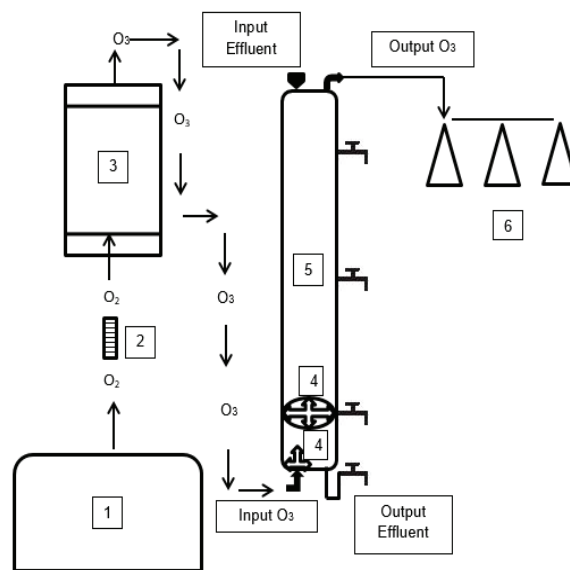 O₃
Input
Effluent
Output O₃
O₃
3
6
5
O₂
O₃
2
O₂
4
O₃
4
1
Input O₃
Output
Effluent